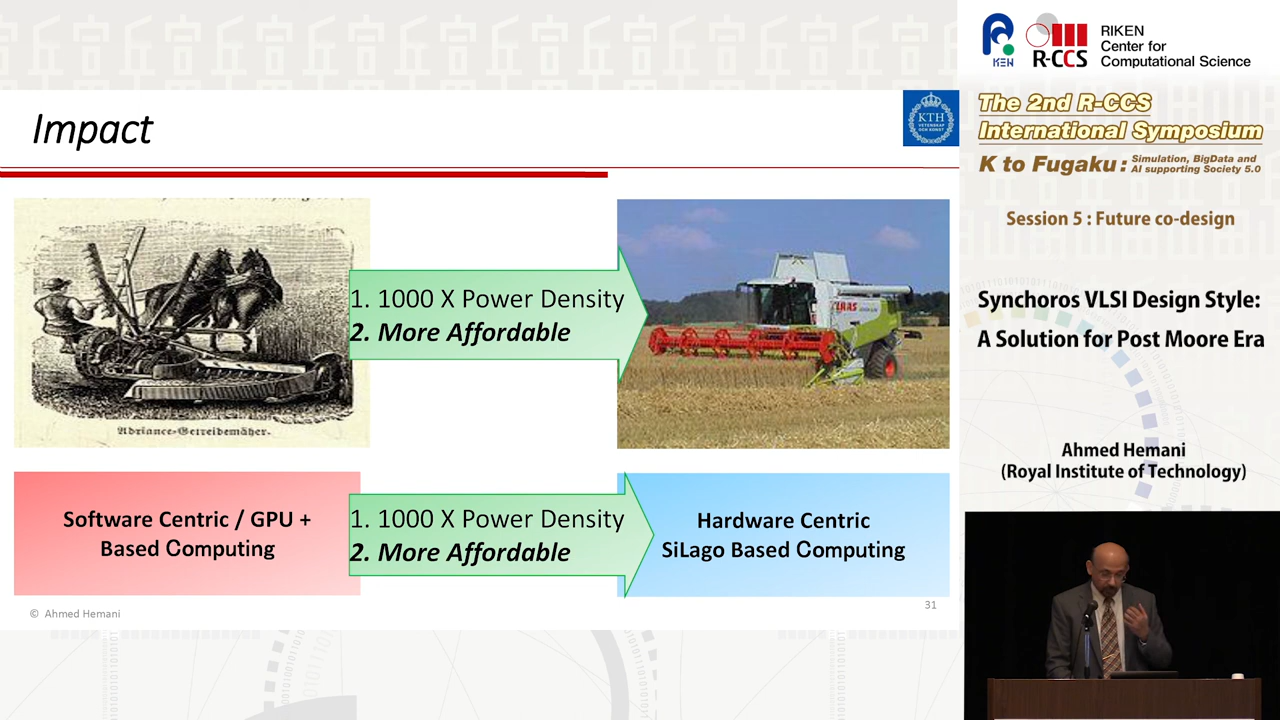 Impact
KTH
VETENSKAP
OCH KONST
Adriance-Getreidemäher.
1. 1000 X Power Density
2. More Affordable
CLAAS
Software Centric / GPU +
Based Computing
1. 1000 X Power Density
2. More Affordable
Hardware Centric
SiLago Based Computing
© Ahmed Hemani
31
RIKEN
R-CCS
RIKEN
Center for
Computational Science
The 2nd R-CCS
International Symposium
K to Fugaku : Simulation, BigData and
AI supporting Society 5.0
Session 5 : Future co-design
Synchoros VLSI Design Style:
A Solution for Post Moore Era
Ahmed Hemani
(Royal Institute of Technology)